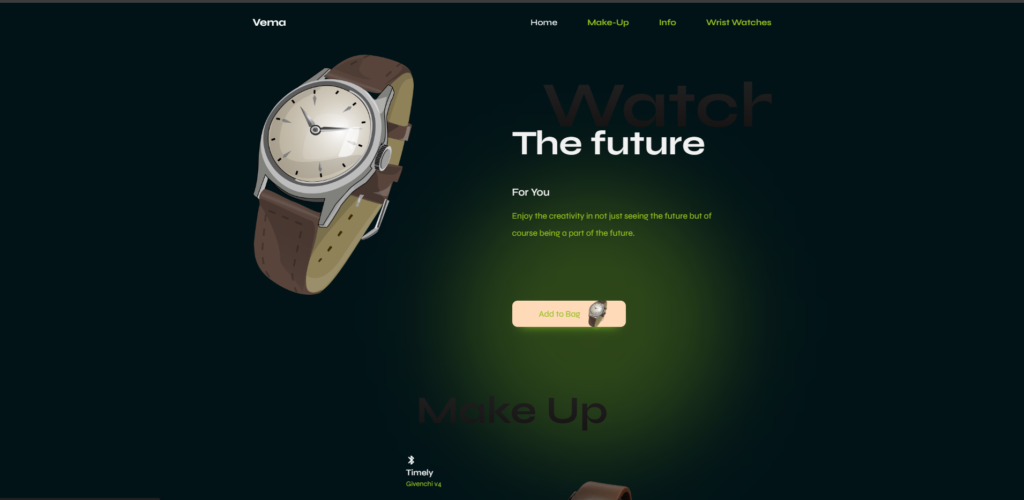 Vema
Home Make-Up Info Wrist Watches
Watch
The future
For You
Enjoy the creativity in not just seeing the future but of
course being a part of the future.
Add to Bag
Make Up
Timely
Givenchi v4